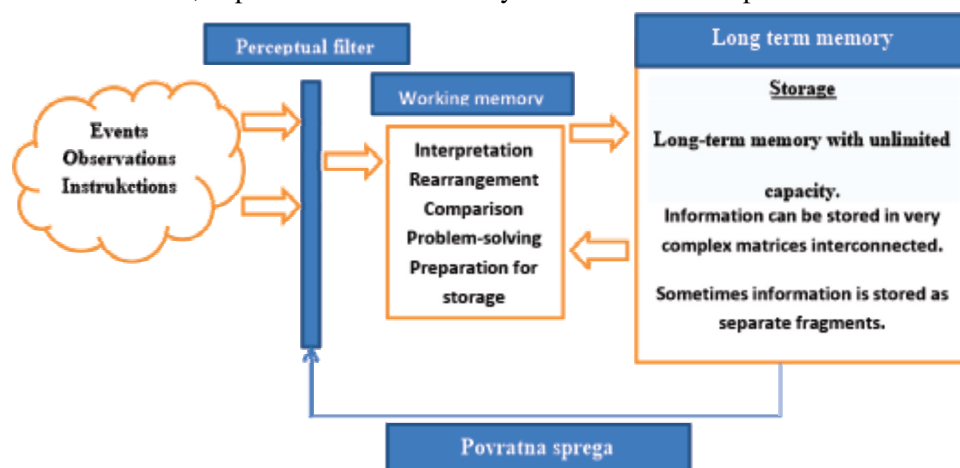 Perceptual filter
Long term memory
Working memory
Events
Observations
Instrukctions
Interpretation
Rearrangement
Comparison
Problem-solving
Preparation for
storage
Storage
Long-term memory with unlimited
capacity.
Information can be stored in very
complex matrices interconnected.
Sometimes information is stored as
separate fragments.
Povratna sprega